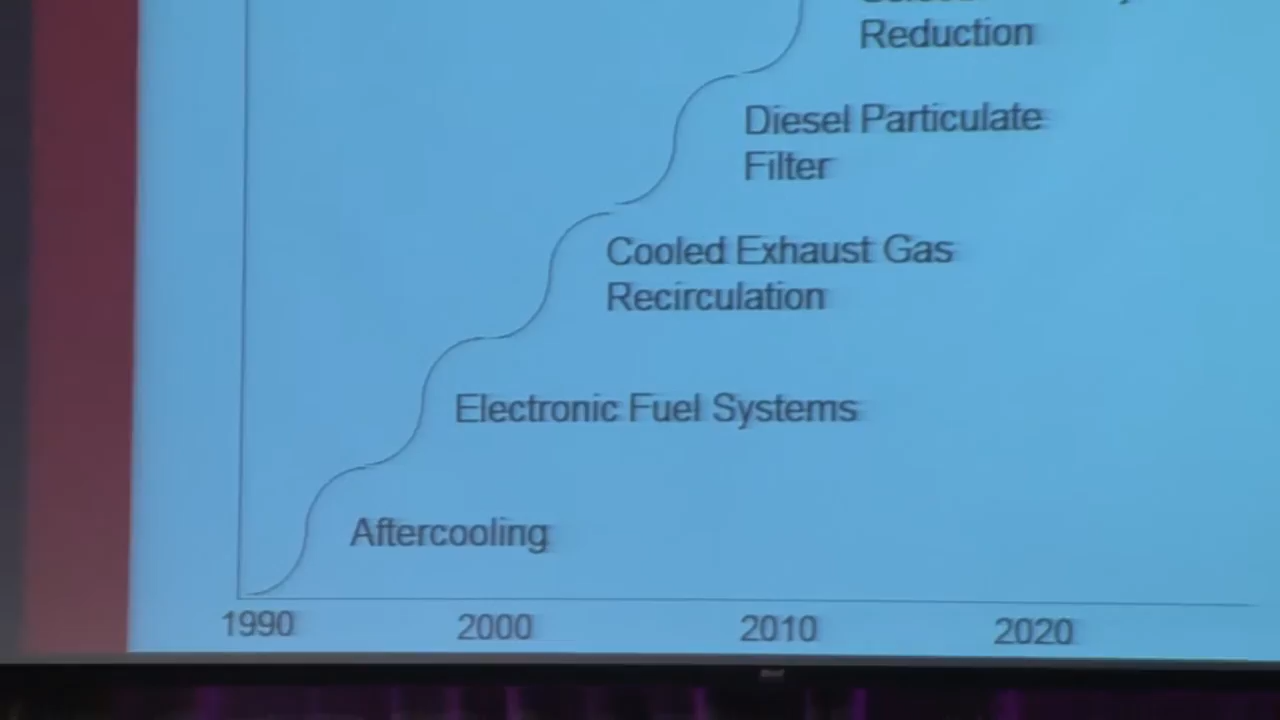 Reduction
Diesel Particulate
Filter
Cooled Exhaust Gas
Recirculation
Electronic Fuel Systems
Aftercooling
1990 2000 2010 2020